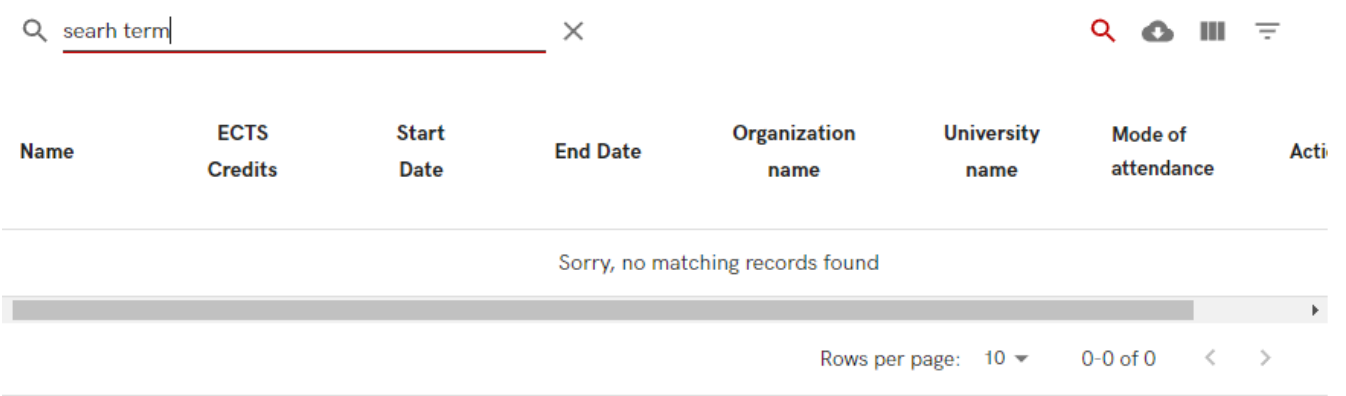 searh term
Name
ECTS
Credits
Start
Date
End Date
Organization
name
University
name
Mode of
attendance
Acti
Sorry, no matching records found
Rows per page: 10 0-0 of 0